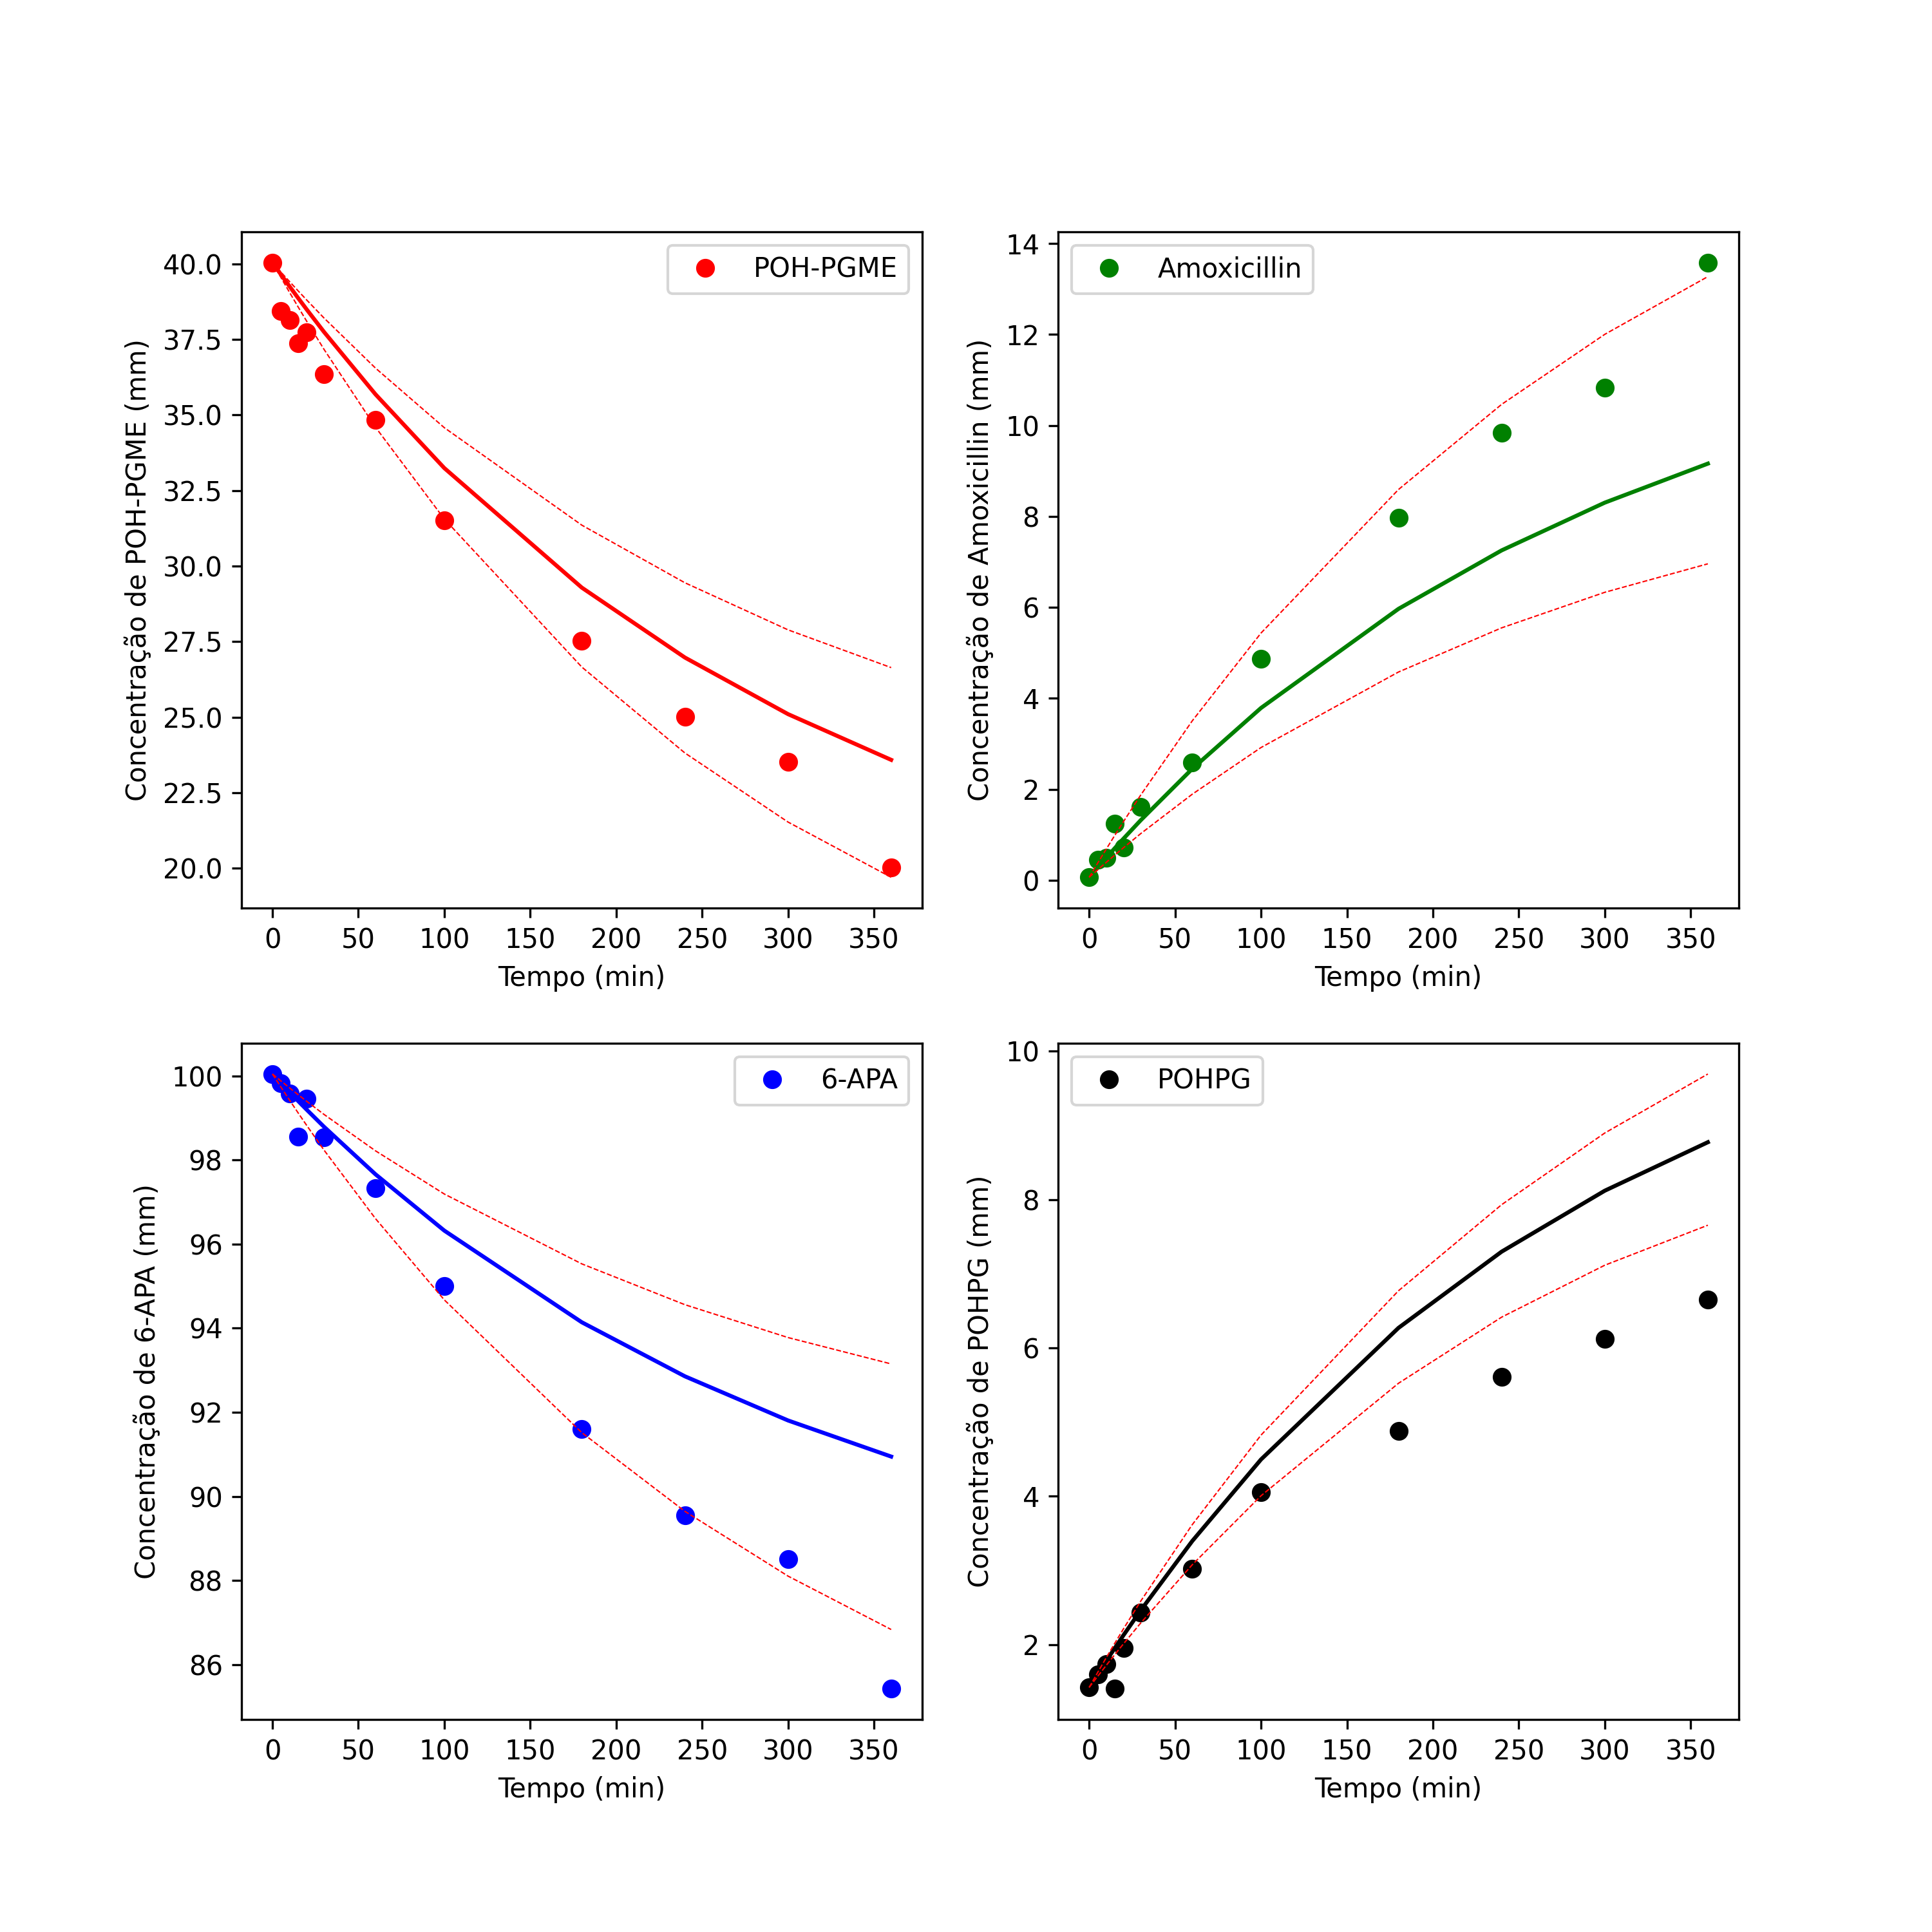 POH-PGME
40.0
37.5
35.0
32.5
30.0
27.5
25.0
22.5
20.0
Concentração de POH-PGME (mm)
0 50 100 150 200 250 300 350
Tempo (min)
Amoxicillin
14
12
10
8
6
4
2
0
Concentração de Amoxicillin (mm)
0 50 100 150 200 250 300 350
Tempo (min)
6-APA
100
98
96
94
92
90
88
86
Concentração de 6-APA (mm)
0 50 100 150 200 250 300 350
Tempo (min)
POHPG
10
8
6
4
2
Concentração de POHPG (mm)
0 50 100 150 200 250 300 350
Tempo (min)